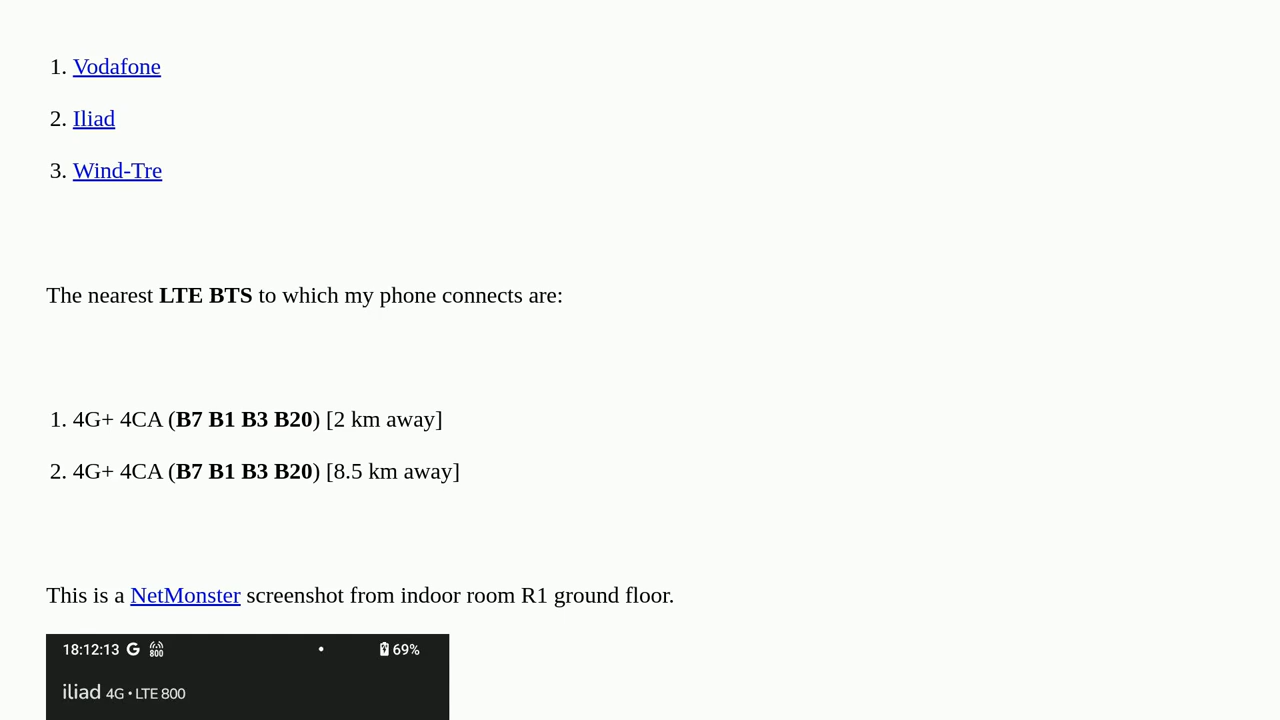 1. Vodafone
2. Iliad
3. Wind-Tre
The nearest LTE BTS to which my phone connects are:
1. 4G+ 4CA (B7 B1 B3 B20) [2 km away]
2. 4G+ 4CA (B7 B1 B3 B20) [8.5 km away]
This is a NetMonster screenshot from indoor room R1 ground floor.
18:12:13 G 800 • 69%
iliad 4G • LTE 800